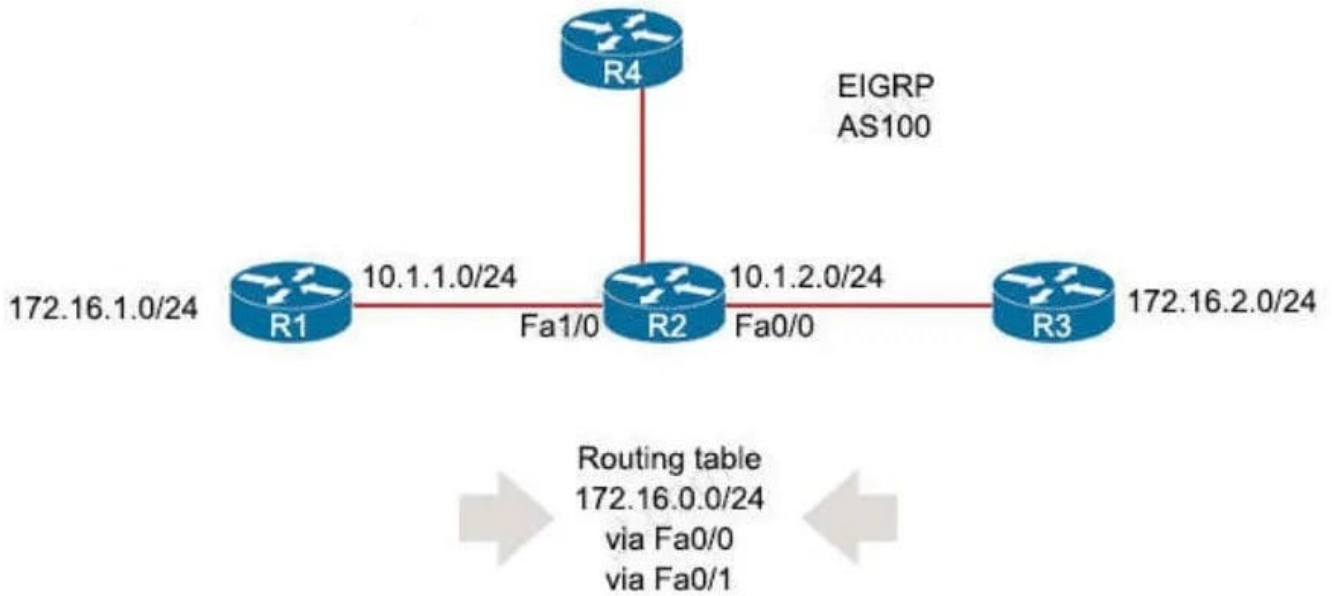 R4
EIGRP
AS100
10.1.1.0/24
10.1.2.0/24
172.16.1.0/24
R1
Fa1/0
R2
Fa0/0
R3
172.16.2.0/24
Routing table
172.16.0.0/24
via Fa0/0
via Fa0/1